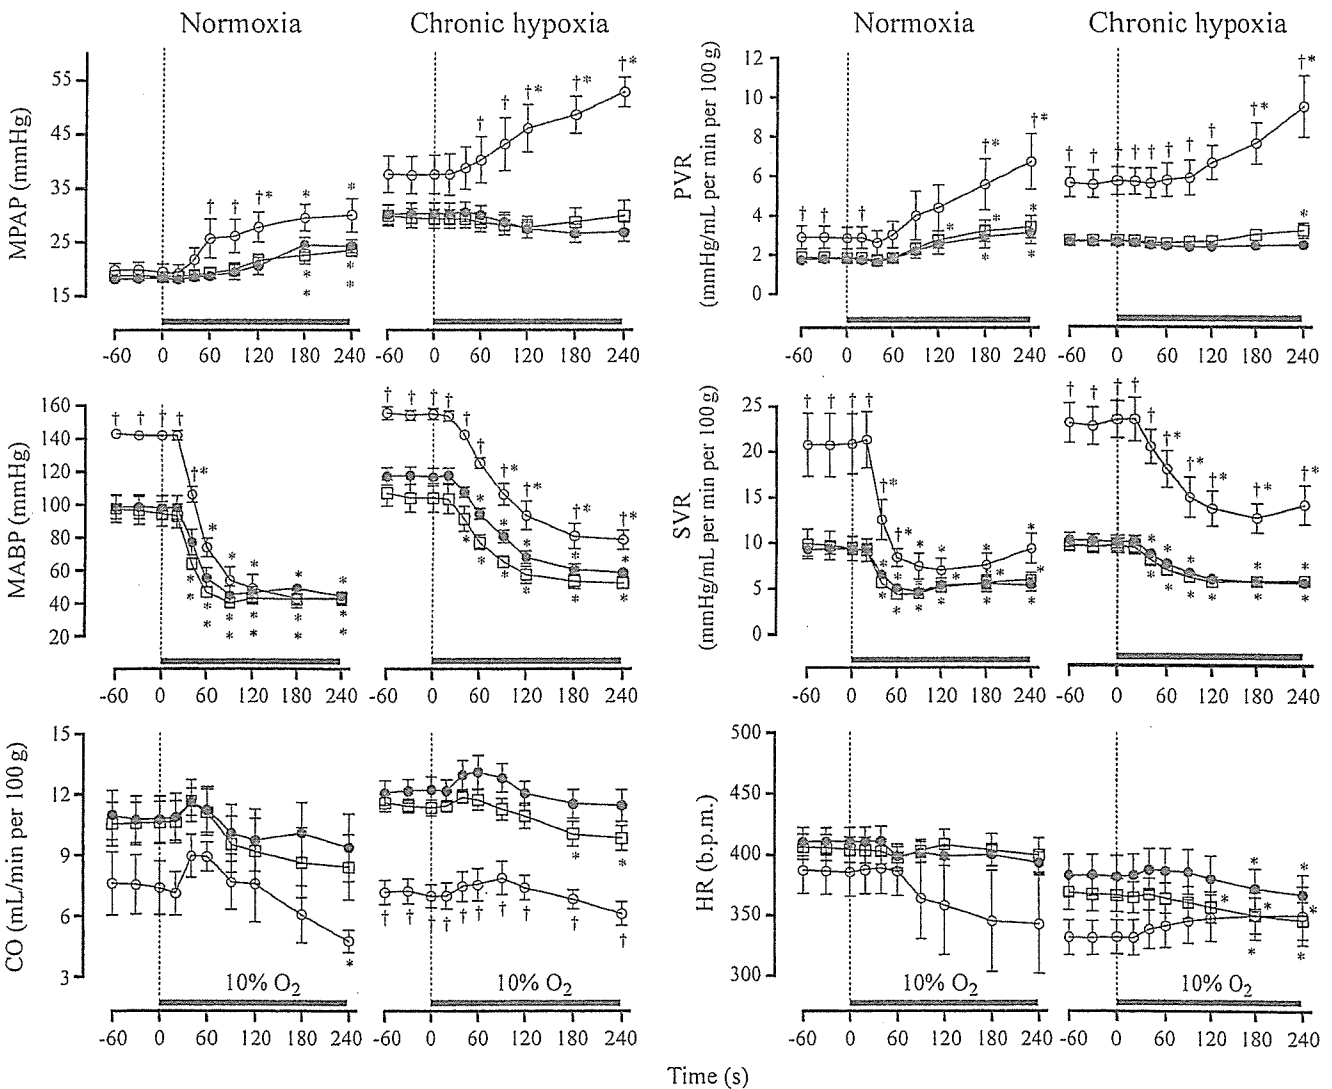 Normoxia
Chronic hypoxia
Normoxia
Chronic hypoxia
MPAP (mmHg)
55
45
35
25
15
-60 0 60 120 180 240
-60 0 60 120 180 240
PVR
(mmHg/mL per min per 100 g)
12
10
8
6
4
2
0
-60 0 60 120 180 240
-60 0 60 120 180 240
MABP (mmHg)
160
140
120
100
80
60
40
20
-60 0 60 120 180 240
-60 0 60 120 180 240
SVR
(mmHg/mL per min per 100 g)
25
20
15
10
5
0
-60 0 60 120 180 240
-60 0 60 120 180 240
CO (mL/min per 100 g)
15
12
9
6
3
10% O₂
10% O₂
-60 0 60 120 180 240
-60 0 60 120 180 240
HR (b.p.m.)
500
450
400
350
300
10% O₂
10% O₂
-60 0 60 120 180 240
-60 0 60 120 180 240
Time (s)